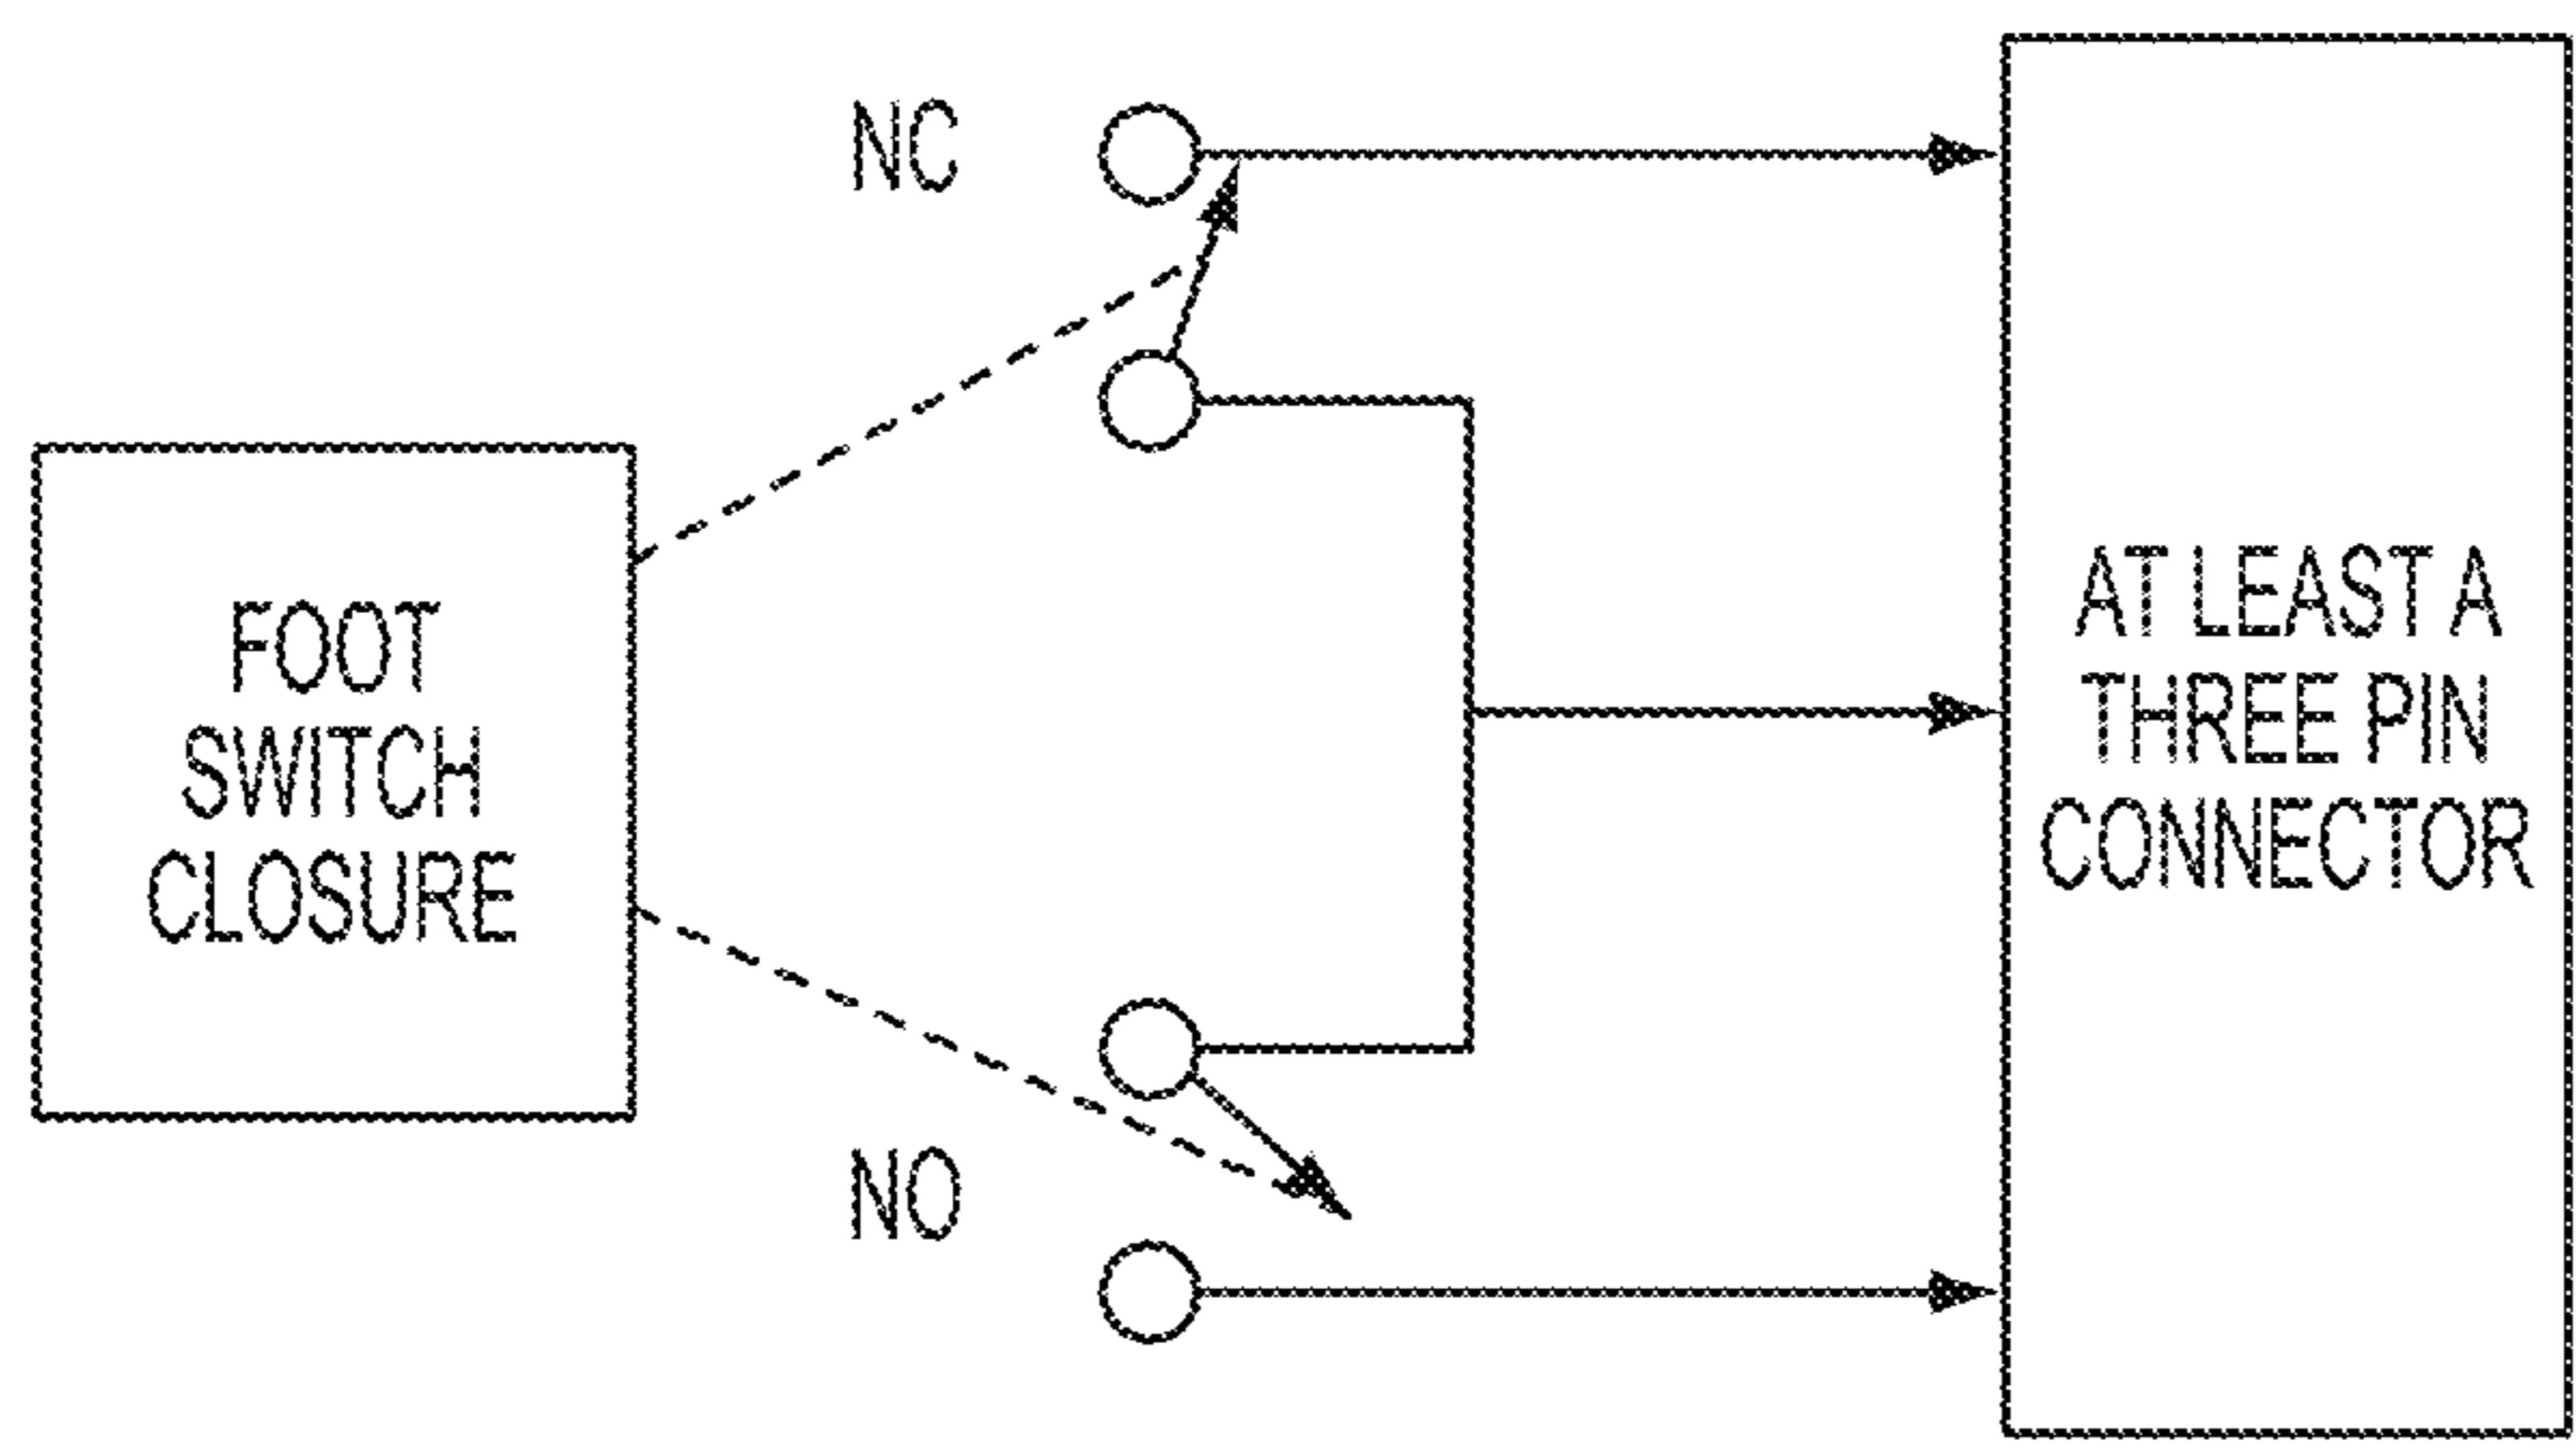 NC
FOOT
SWITCH
CLOSURE
NO
AT LEAST A
THREE PIN
CONNECTOR